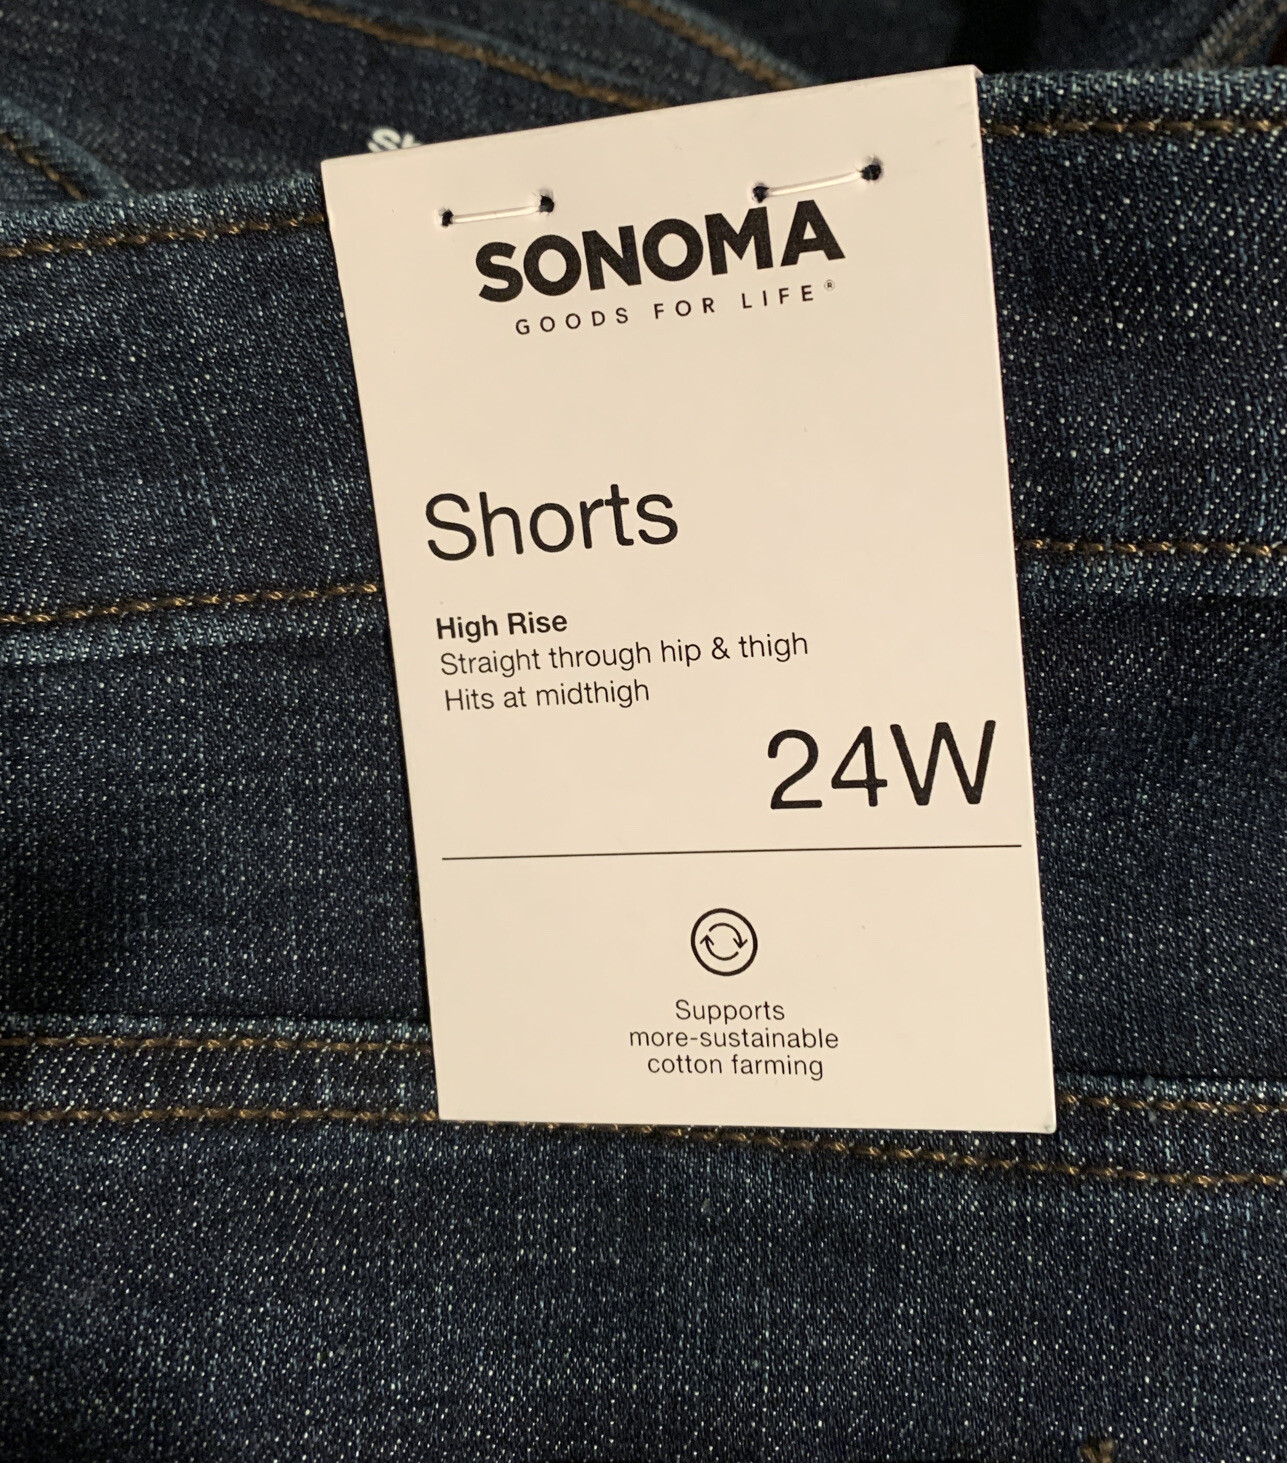 SONOMA
GOODS FOR LIFE®
Shorts
High Rise
Straight through hip & thigh
Hits at midthigh
24W
Supports
more-sustainable
cotton farming